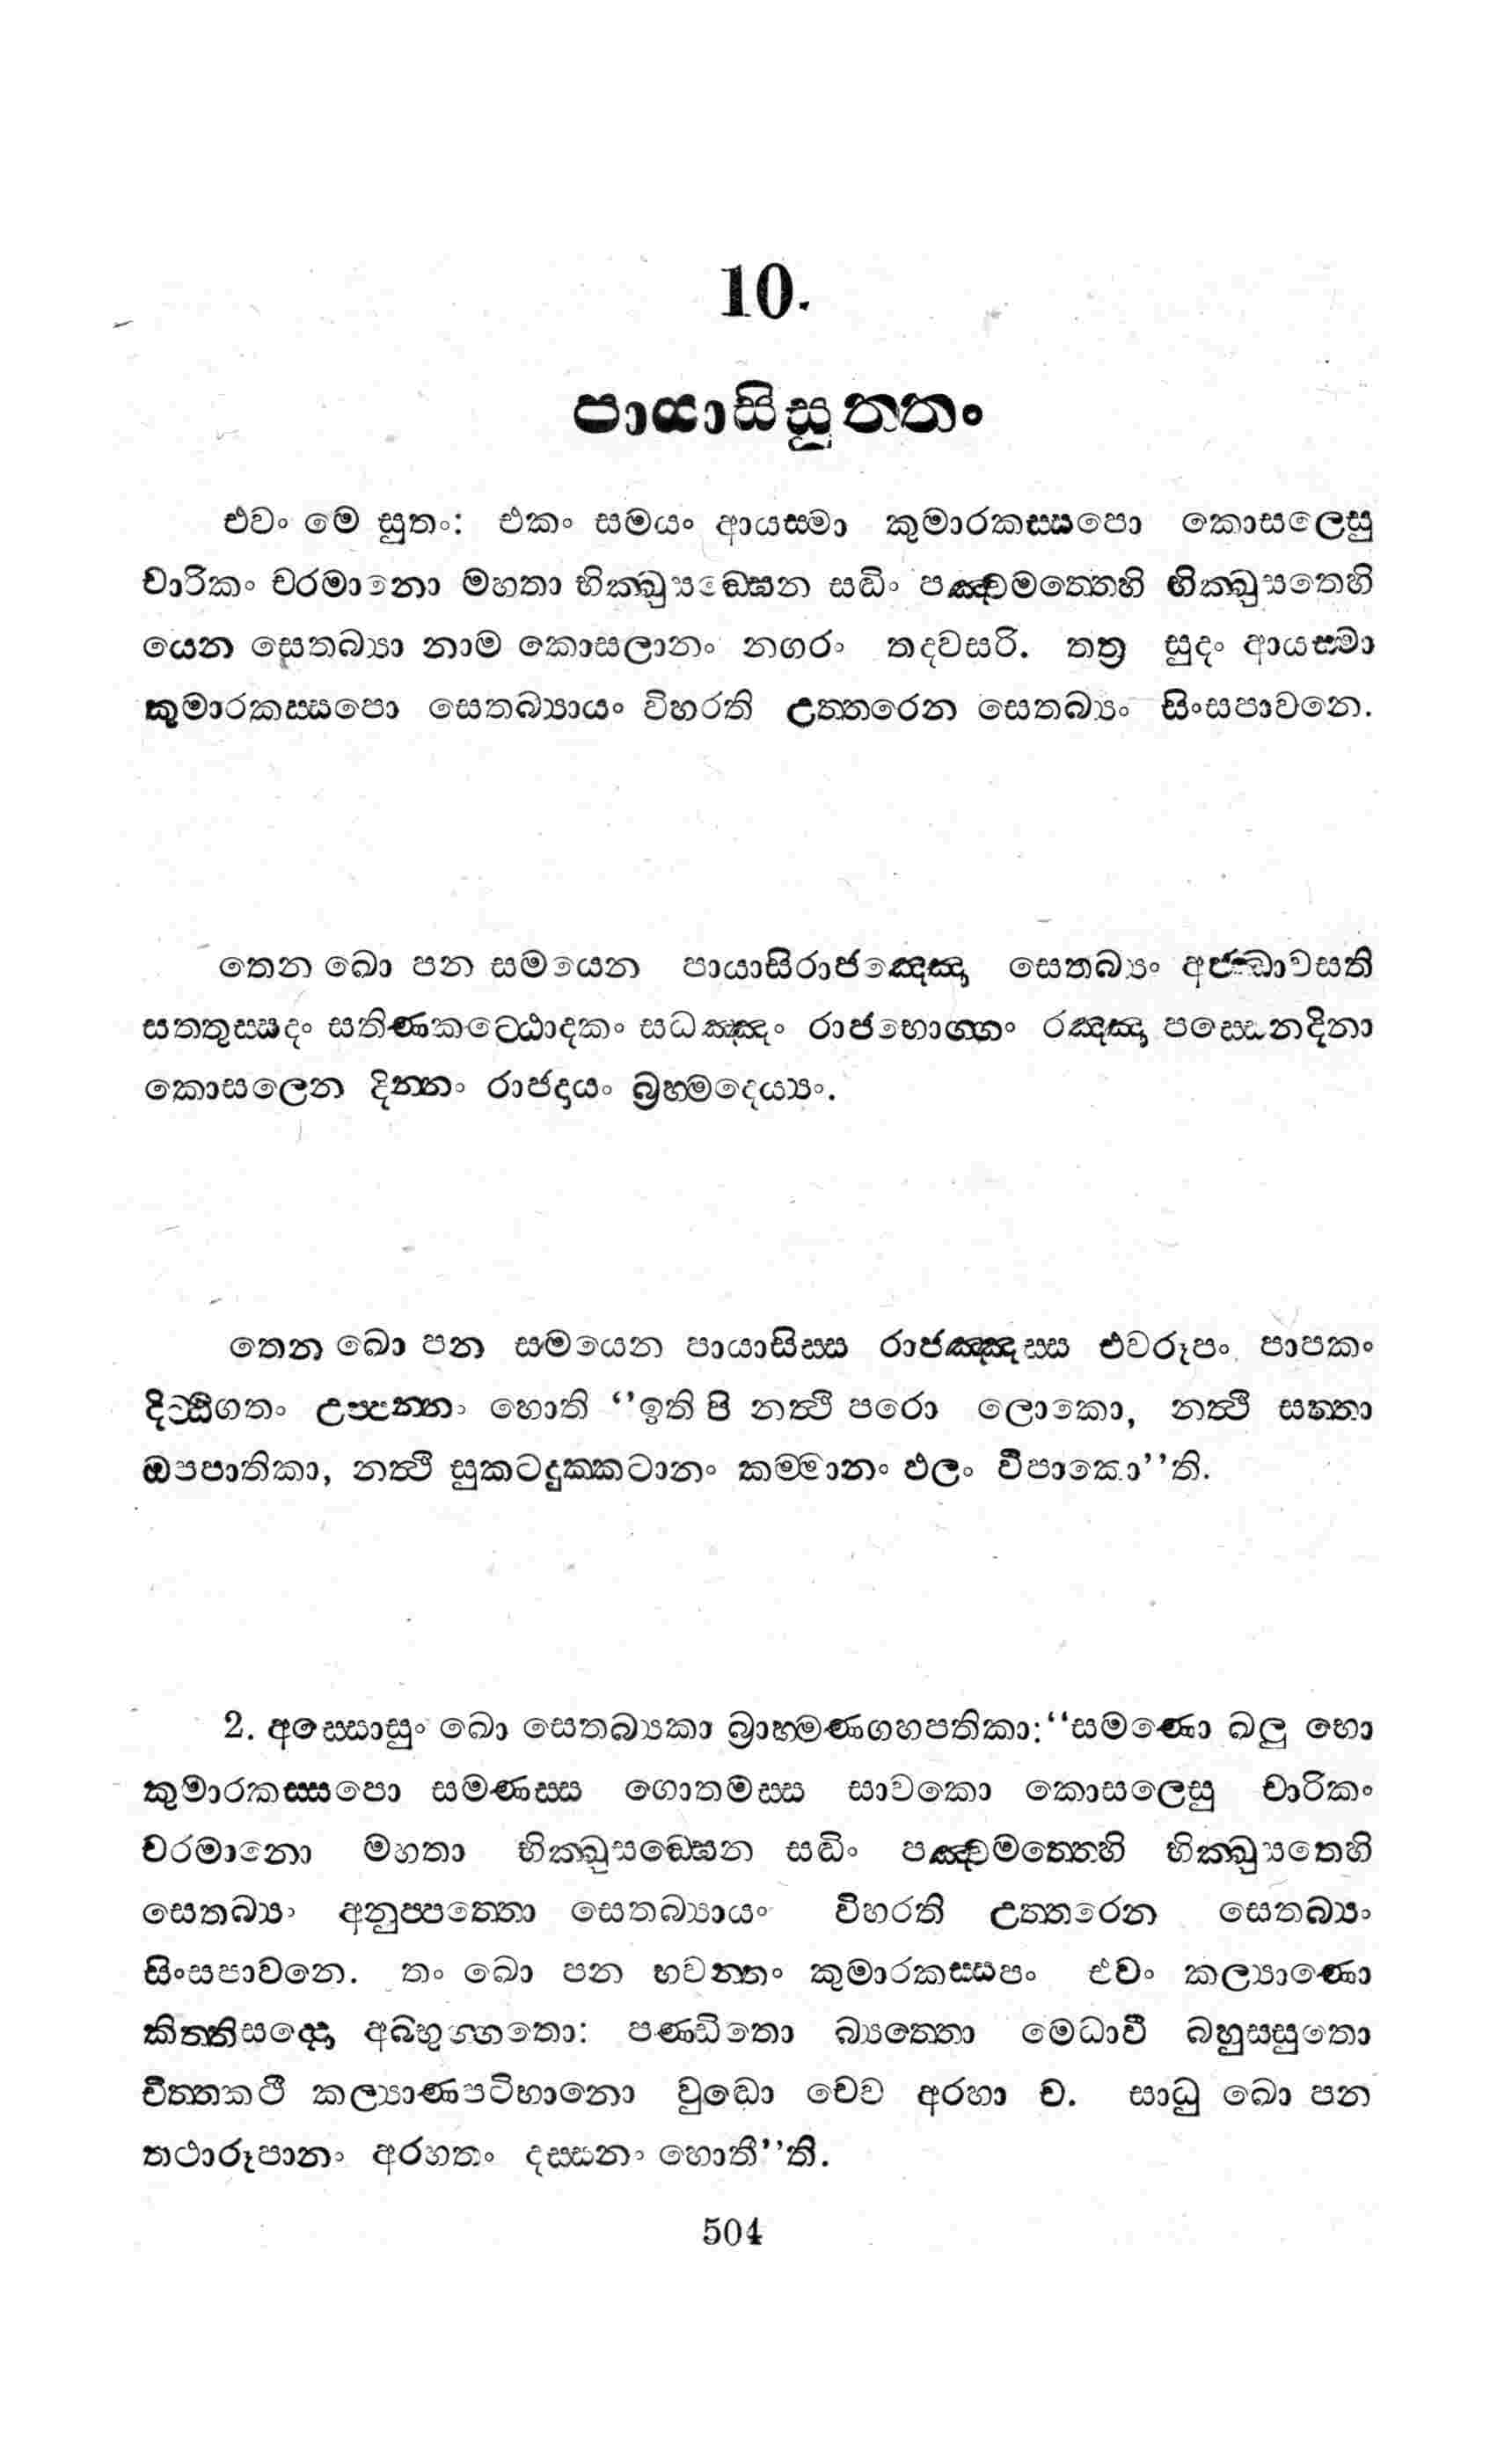 10.
පායාසිසුත්තං
එවං මෙ සුතං: එකං සමයං ආයස්මා කුමාරකස්සපො කොසලෙසු
චාරිකං චරමානො මහතා භික්ඛුසඞ්ඝෙන සද්ධිං පඤ්චමත්තෙහි භික්ඛුසතෙහි
යෙන සෙතබ්‍යා නාම කොසලානං නගරං තදවසරි. තත්‍ර සුදං ආයස්මා
කුමාරකස්සපො සෙතබ්‍යායං විහරති උත්තරෙන සෙතබ්‍යං සිංසපාවනෙ.
තෙන ඛො පන සමයෙන පායාසිරාජඤ්ඤො සෙතබ්‍යං අජ්ඣාවසති
සතතුස්සදං සතිණකට්ඨොදකං සධඤ්ඤං රාජභොග්ගං රඤ්ඤා පසෙනදිනා
කොසලෙන දින්නං රාජදායං බ්‍රහ්මදෙය්‍යං.
තෙන ඛො පන සමයෙන පායාසිස්ස රාජඤ්ඤස්ස එවරූපං පාපකං
දිට්ඨිගතං උප්පන්නං හොති “ඉති පි නත්‍ථි පරො ලොකො, නත්‍ථි සත්තා
ඔපපාතිකා, නත්‍ථි සුකටදුක්කටානං කම්මානං ඵලං විපාකො”ති.
2. අස්සොසුං ඛො සෙතබ්‍යකා බ්‍රාහ්මණගහපතිකා: “සමණො ඛලු භො
කුමාරකස්සපො සමණස්ස ගොතමස්ස සාවකො කොසලෙසු චාරිකං
චරමානො මහතා භික්ඛුසඞ්ඝෙන සද්ධිං පඤ්චමත්තෙහි භික්ඛුසතෙහි
සෙතබ්‍යං අනුප්පත්තො සෙතබ්‍යායං විහරති උත්තරෙන සෙතබ්‍යං
සිංසපාවනෙ. තං ඛො පන භවන්තං කුමාරකස්සපං එවං කල්‍යාණො
කිත්තිසද්දො අබ්භුග්ගතො: පණ්ඩිතො බ්‍යත්තො මෙධාවී බහුස්සුතො
චිත්තකථී කල්‍යාණපටිභානො වුද්ධො චෙව අරහා ච. සාධු ඛො පන
තථාරූපානං අරහතං දස්සනං හොතී”ති.
504